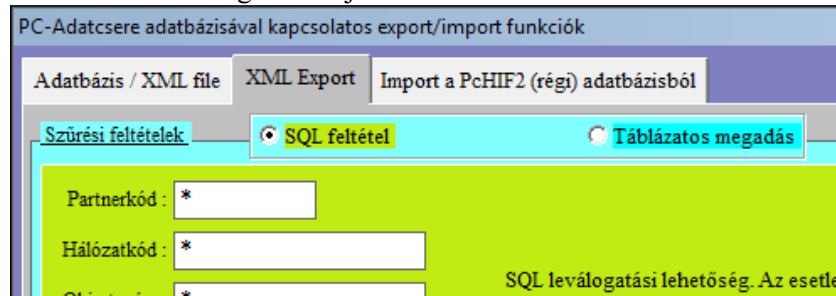 PC-Adatcsere adatbázisával kapcsolatos export/import funkciók
Adatbázis / XML file XML Export Import a PcHIF2 (régi) adatbázisból
Szűrési feltételek SQL feltétel Táblázatos megadás
Partnerkód : *
Hálózatkód : *
SQL leválogatási lehetőség. Az esetle